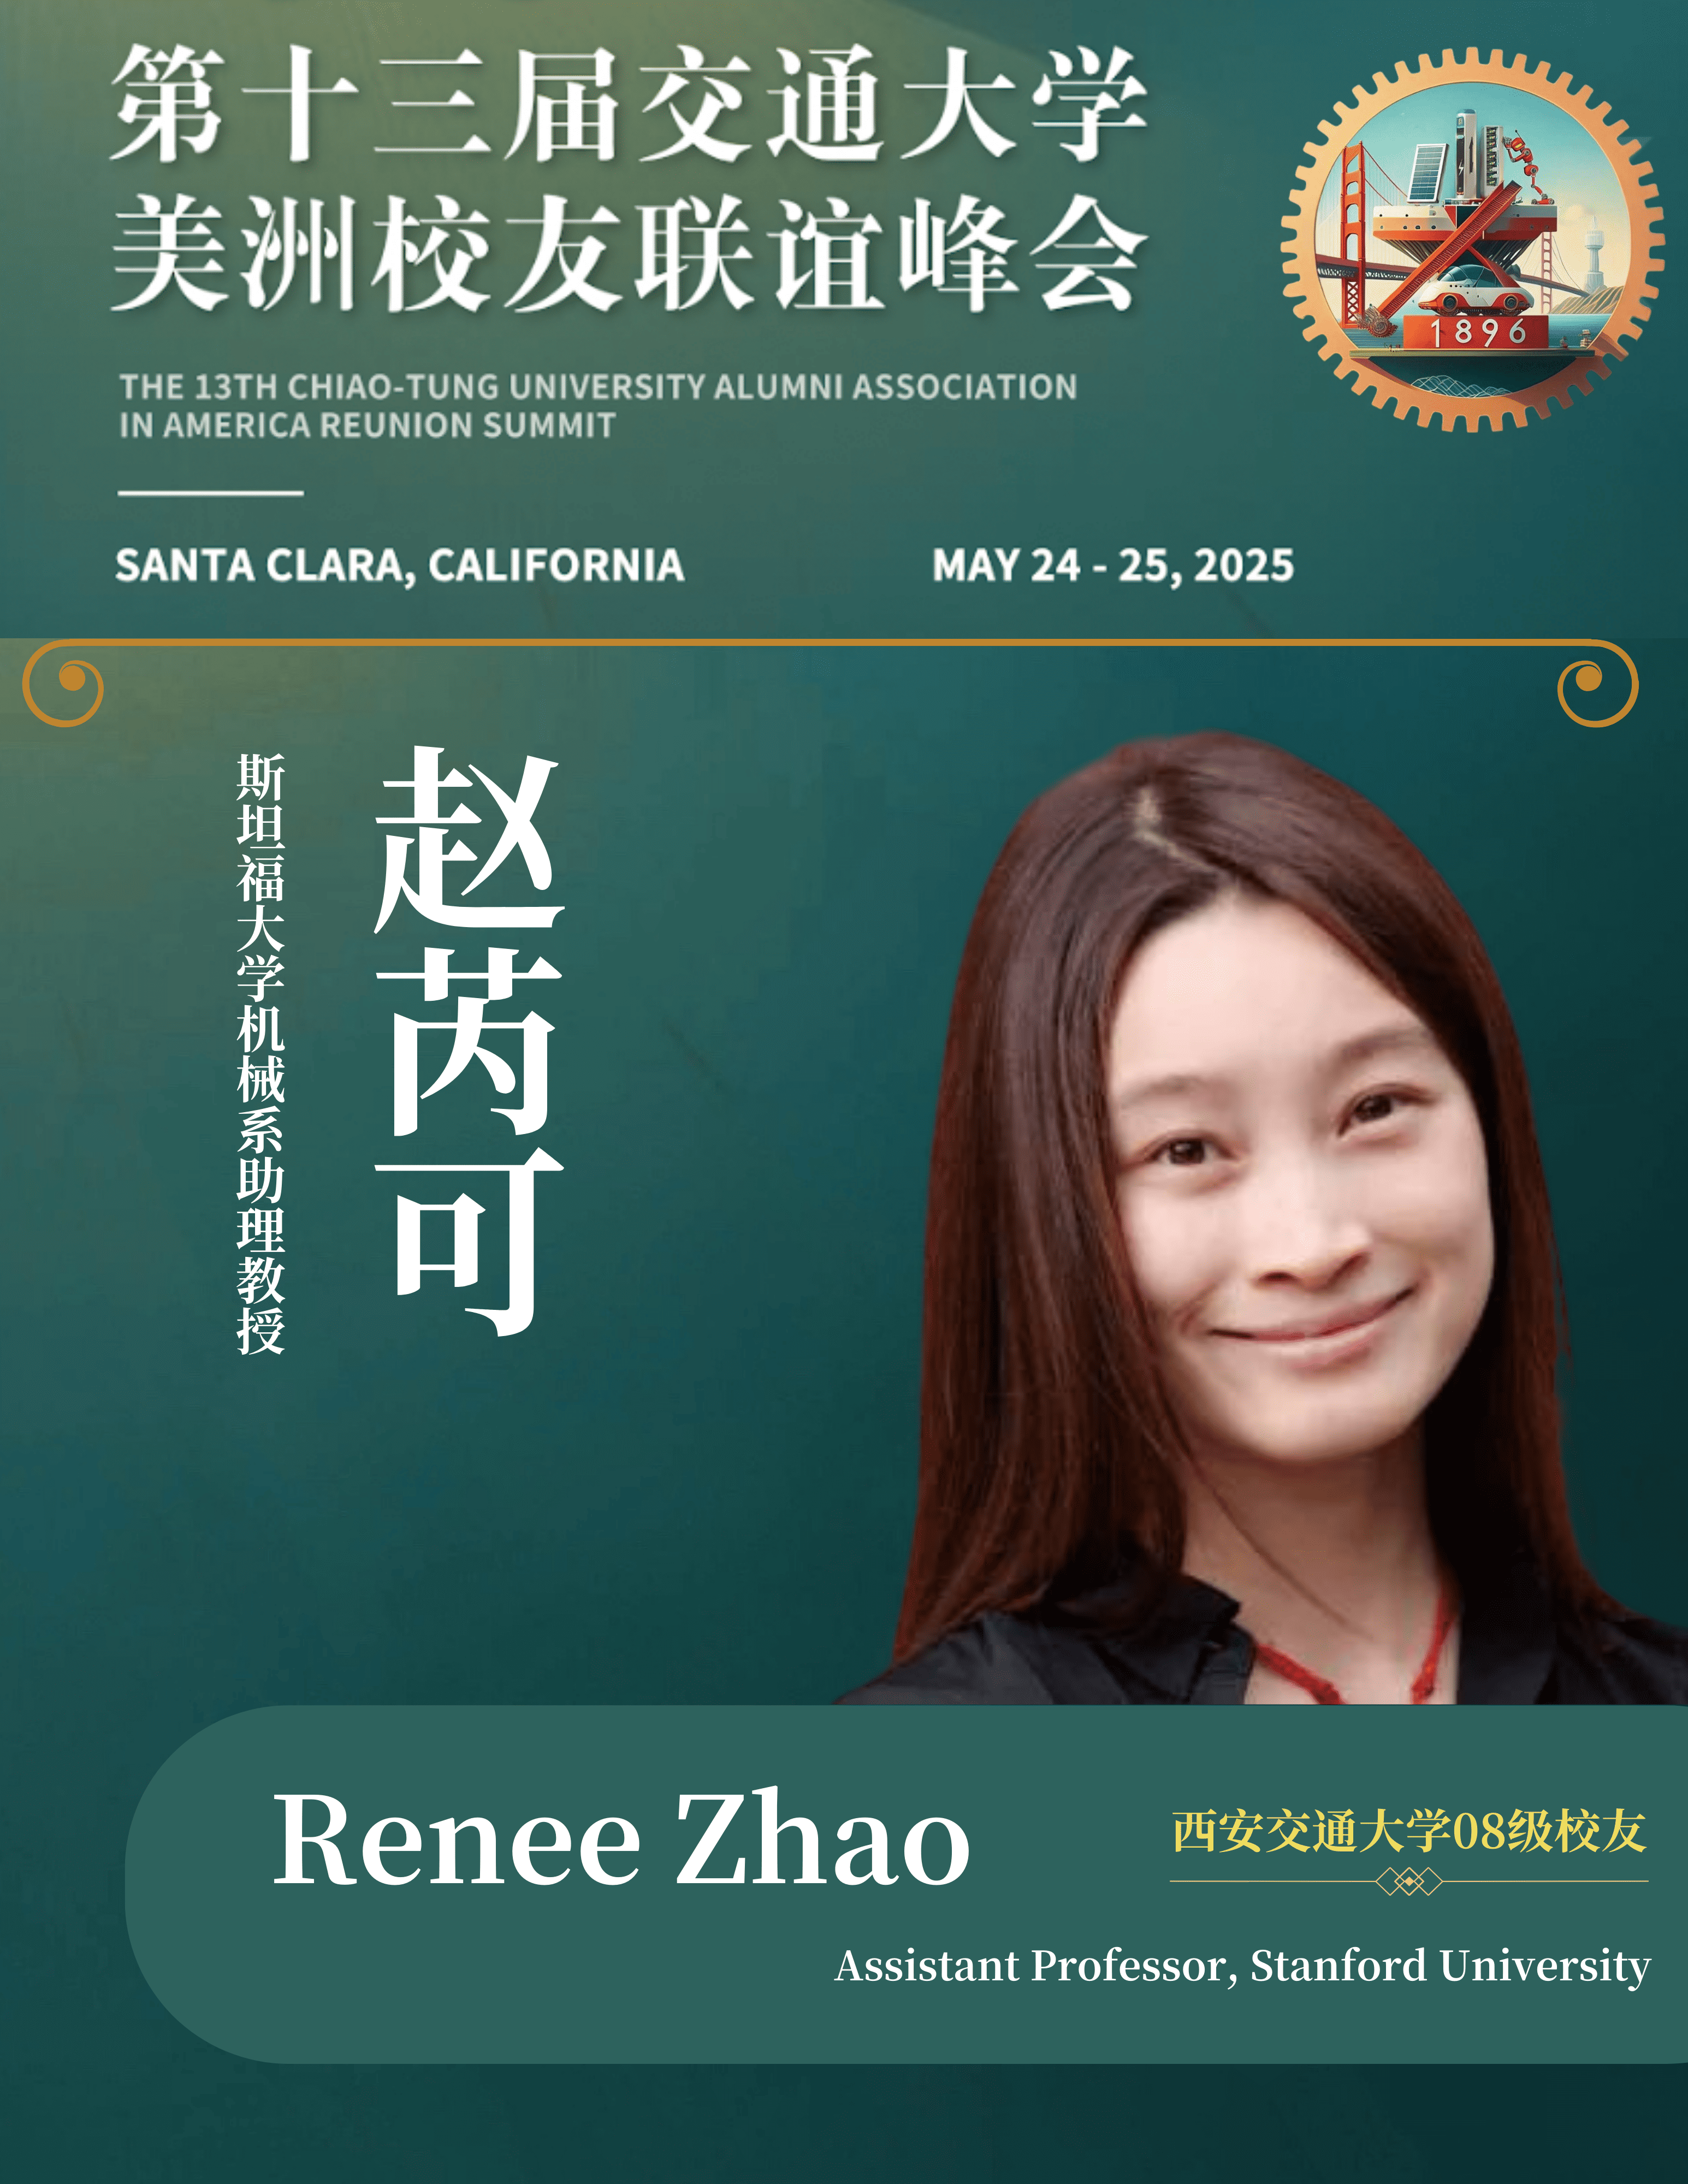 第十三届交通大学
美洲校友联谊峰会
THE 13TH CHIAO-TUNG UNIVERSITY ALUMNI ASSOCIATION
IN AMERICA REUNION SUMMIT
SANTA CLARA, CALIFORNIA
MAY 24 - 25, 2025
1896
赵芮可
斯坦福大学机械系助理教授
Renee Zhao
西安交通大学08级校友
Assistant Professor, Stanford University